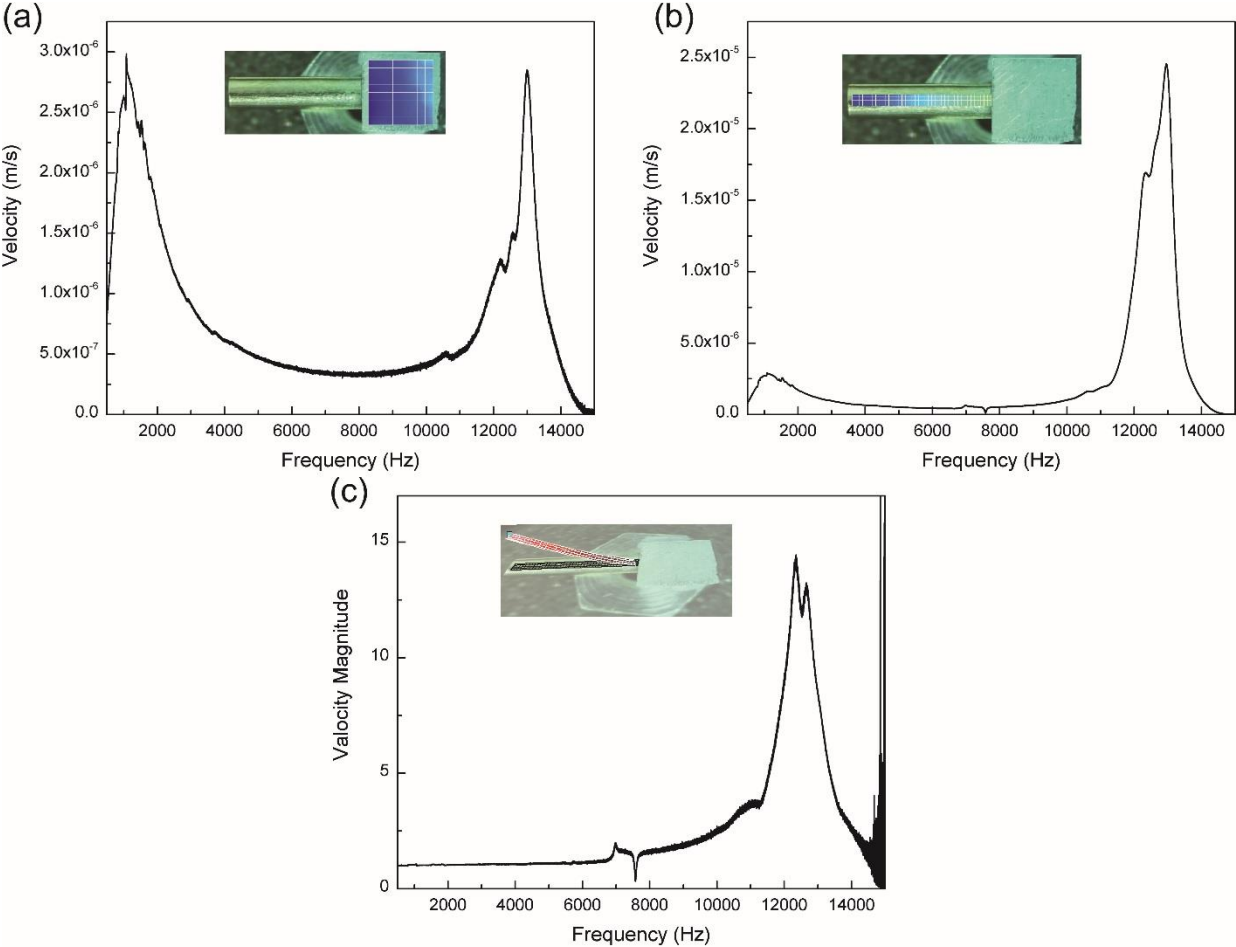 (a)
3.0x10⁻⁶
2.5x10⁻⁶
2.0x10⁻⁶
1.5x10⁻⁶
1.0x10⁻⁶
5.0x10⁻⁷
0.0
Velocity (m/s)
2000 4000 6000 8000 10000 12000 14000
Frequency (Hz)
(b)
2.5x10⁻⁵
2.0x10⁻⁵
1.5x10⁻⁵
1.0x10⁻⁵
5.0x10⁻⁶
0.0
Velocity (m/s)
2000 4000 6000 8000 10000 12000 14000
Frequency (Hz)
(c)
15
10
5
0
Valocity Magnitude
2000 4000 6000 8000 10000 12000 14000
Frequency (Hz)